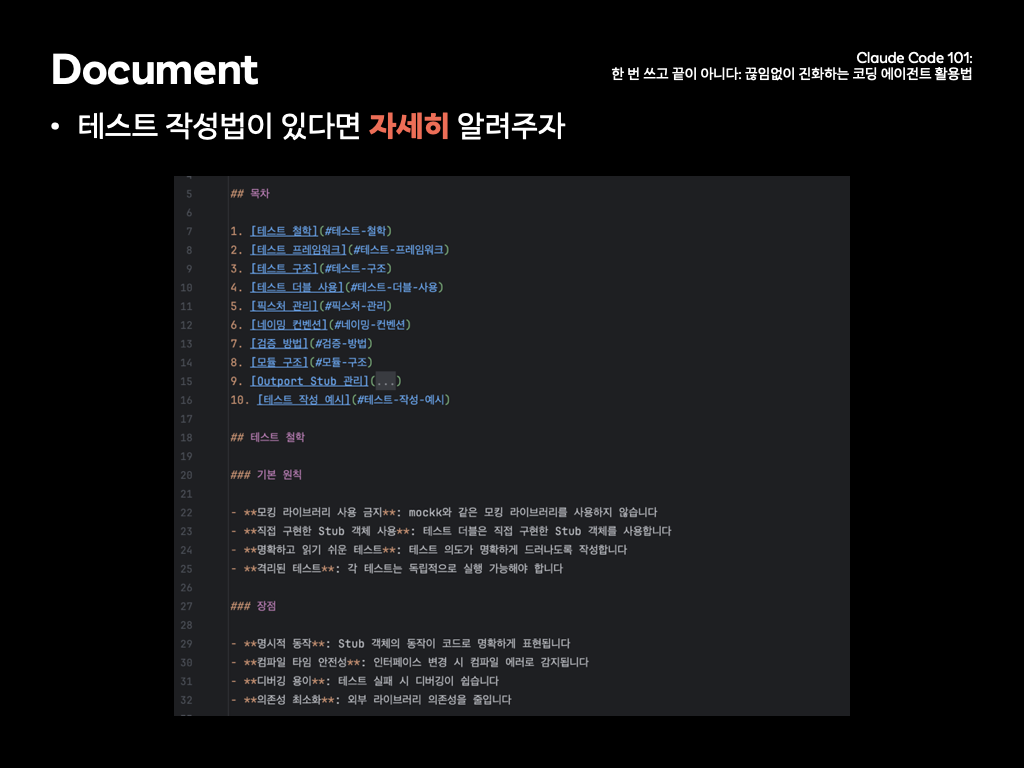 Document
Claude Code 101:
한 번 쓰고 끝이 아니다: 끊임없이 진화하는 코딩 에이전트 활용법
• 테스트 작성법이 있다면 자세히 알려주자
5 ## 목차
6
7 1. [테스트 철학](#테스트-철학)
8 2. [테스트 프레임워크](#테스트-프레임워크)
9 3. [테스트 구조](#테스트-구조)
10 4. [테스트 더블 사용](#테스트-더블-사용)
11 5. [픽스처 관리](#픽스처-관리)
12 6. [네이밍 컨벤션](#네이밍-컨벤션)
13 7. [검증 방법](#검증-방법)
14 8. [모듈 구조](#모듈-구조)
15 9. [Outport Stub 관리](...)
16 10. [테스트 작성 예시](#테스트-작성-예시)
17
18 ## 테스트 철학
19
20 ### 기본 원칙
21
22 - **모킹 라이브러리 사용 금지**: mockk와 같은 모킹 라이브러리를 사용하지 않습니다
23 - **직접 구현한 Stub 객체 사용**: 테스트 더블은 직접 구현한 Stub 객체를 사용합니다
24 - **명확하고 읽기 쉬운 테스트**: 테스트 의도가 명확하게 드러나도록 작성합니다
25 - **격리된 테스트**: 각 테스트는 독립적으로 실행 가능해야 합니다
26
27 ### 장점
28
29 - **명시적 동작**: Stub 객체의 동작이 코드로 명확하게 표현됩니다
30 - **컴파일 타임 안전성**: 인터페이스 변경 시 컴파일 에러로 감지됩니다
31 - **디버깅 용이**: 테스트 실패 시 디버깅이 쉽습니다
32 - **의존성 최소화**: 외부 라이브러리 의존성을 줄입니다